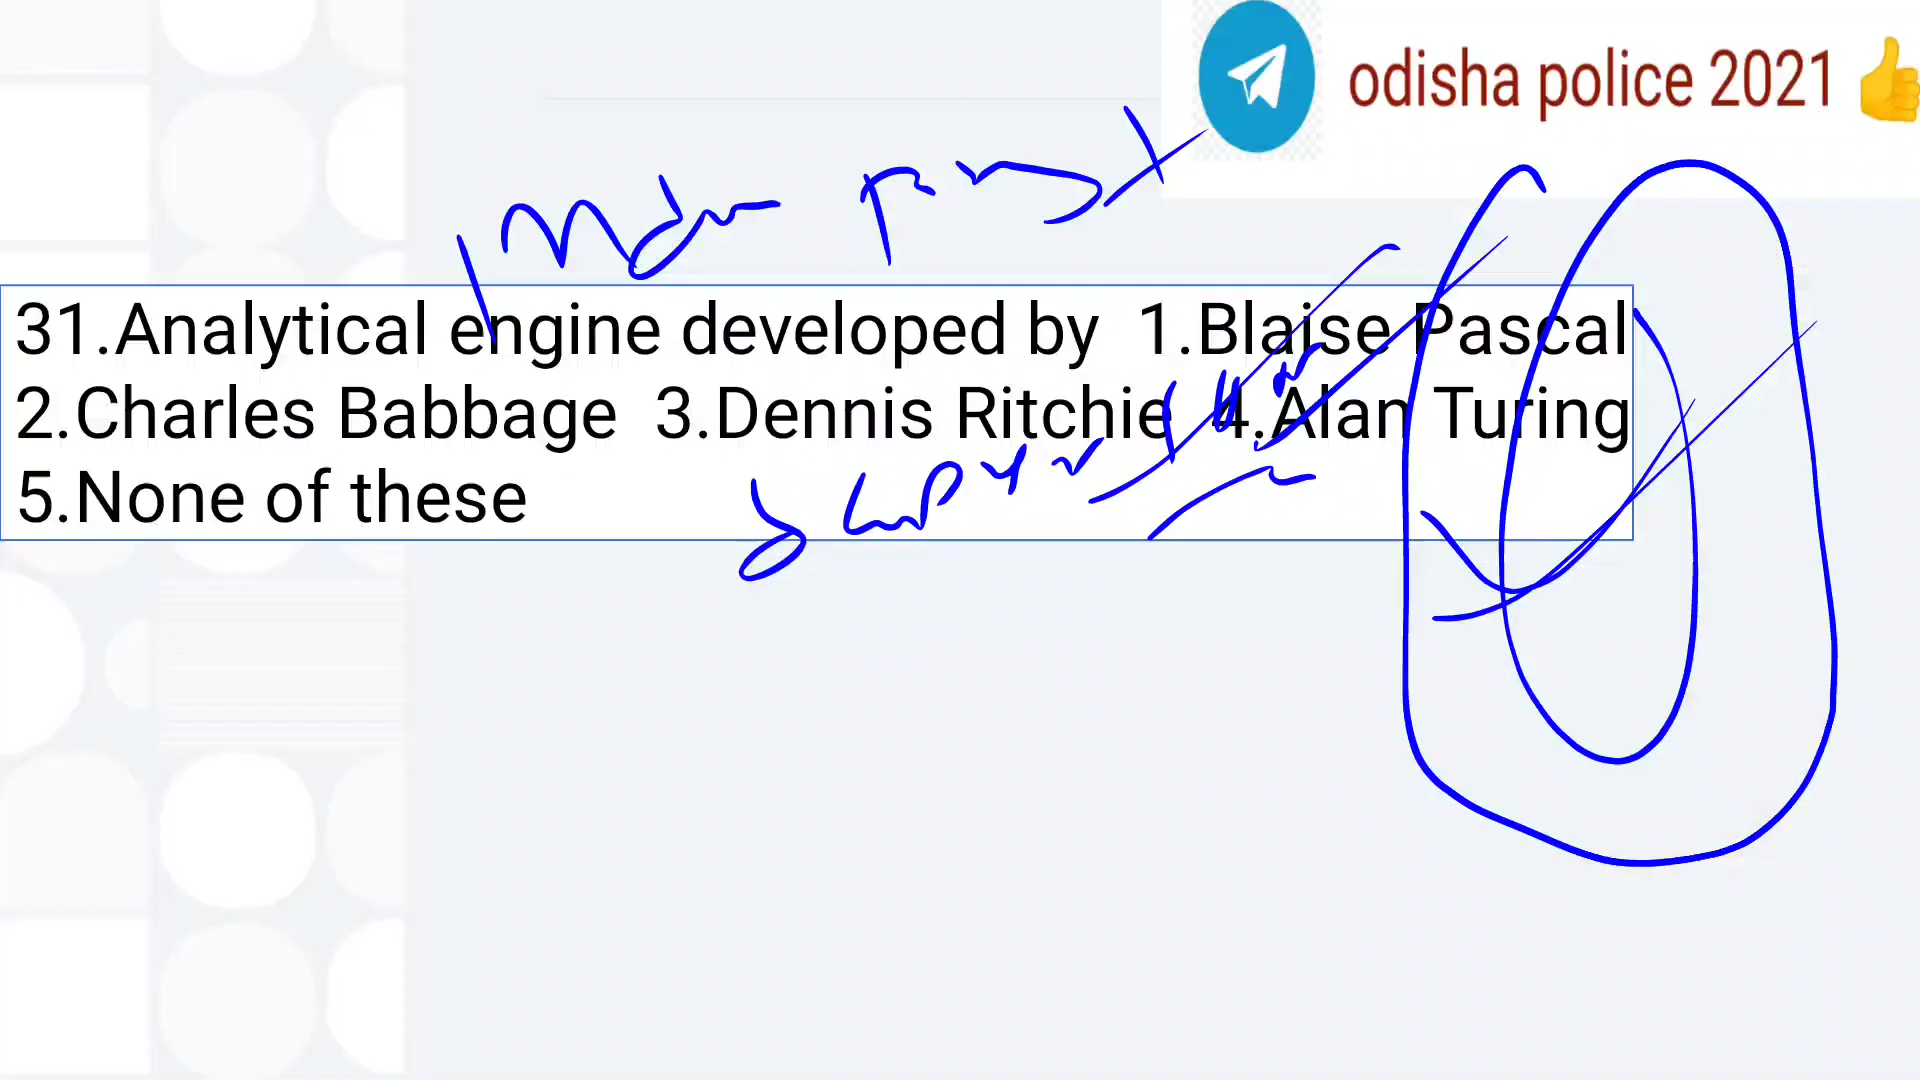 odisha police 2021
31.Analytical engine developed by 1.Blaise Pascal
2.Charles Babbage 3.Dennis Ritchie 4.Alan Turing
5.None of these